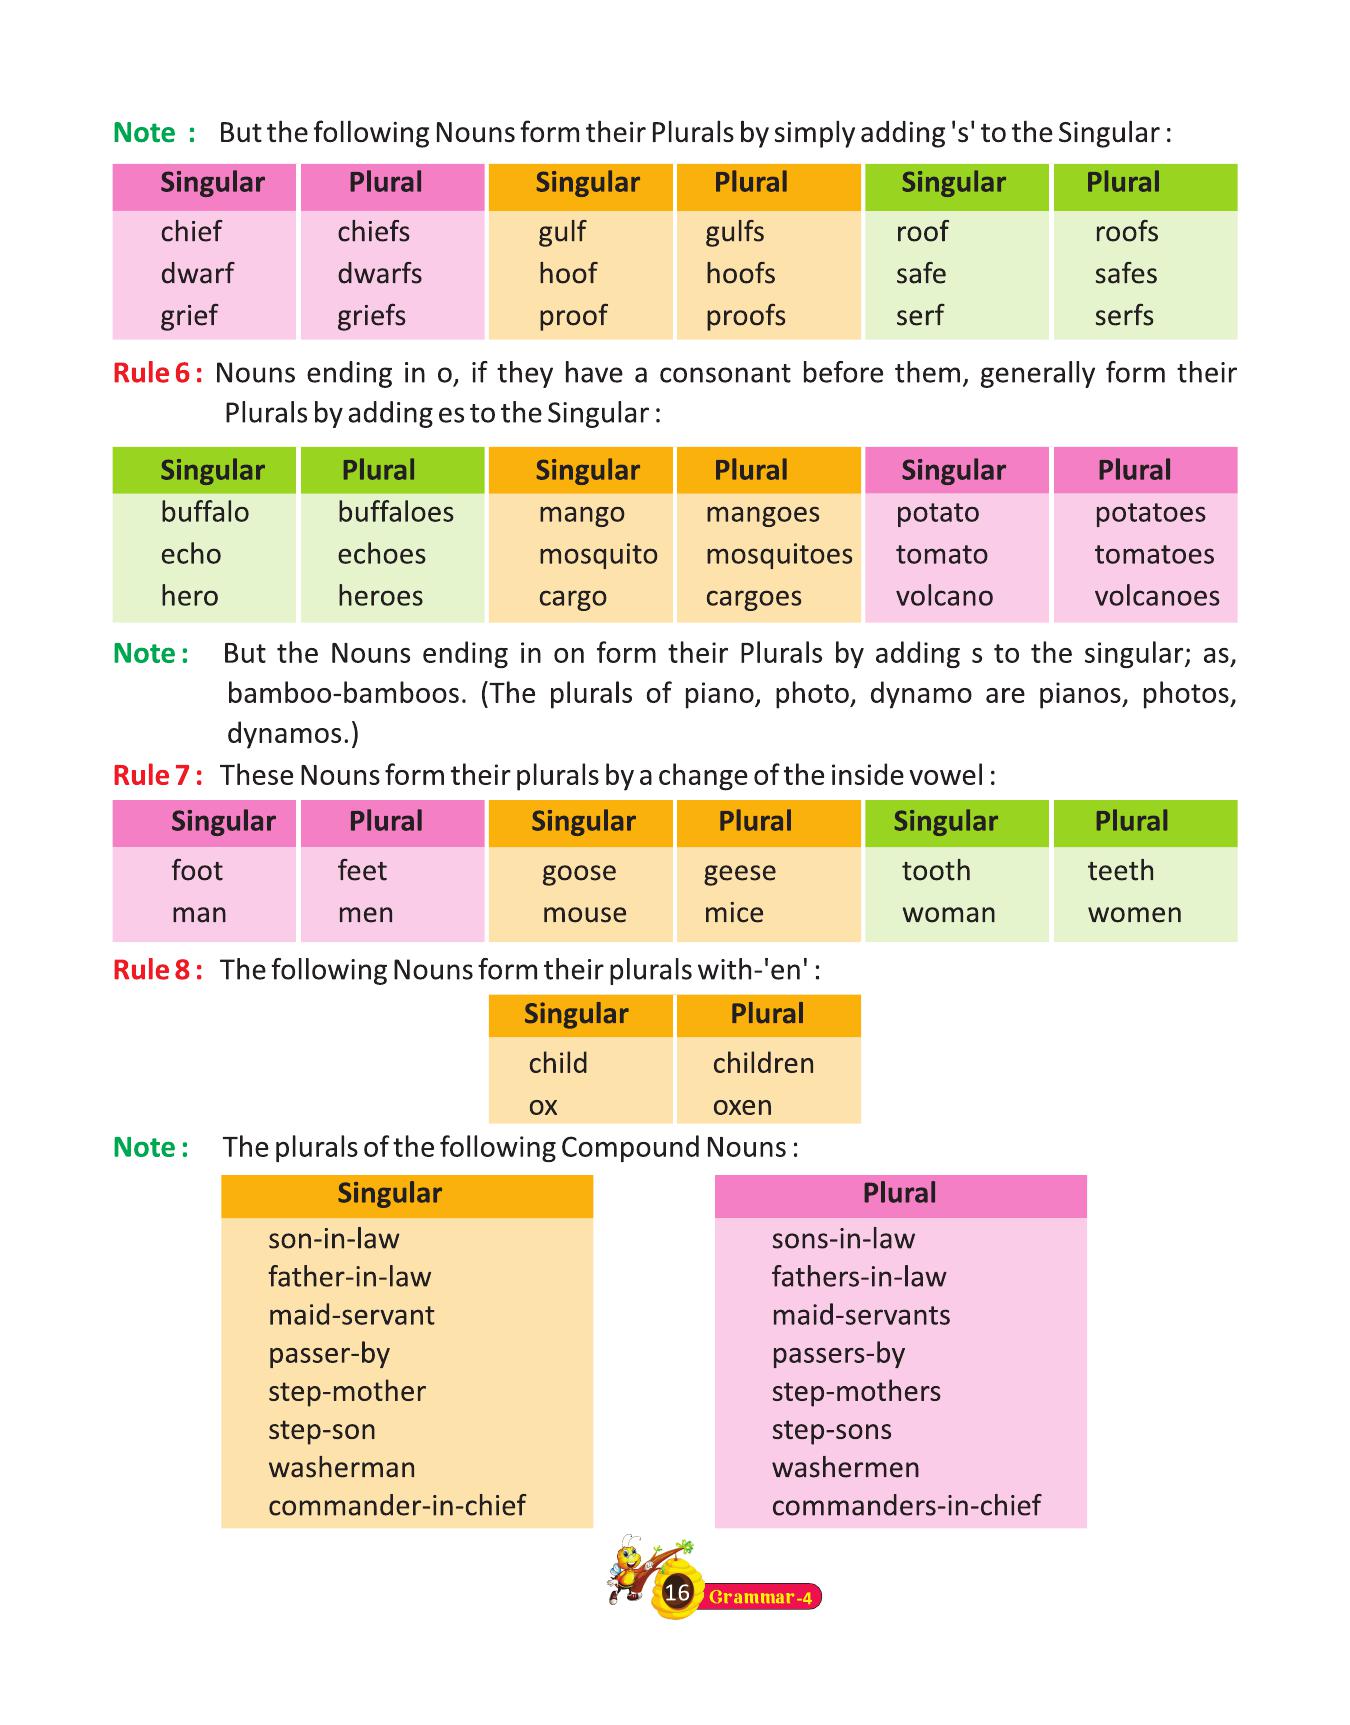 Note : But the following Nouns form their Plurals by simply adding 's' to the Singular :
Singular Plural Singular Plural Singular Plural
chief chiefs gulf gulfs roof roofs
dwarf dwarfs hoof hoofs safe safes
grief griefs proof proofs serf serfs
Rule 6 : Nouns ending in o, if they have a consonant before them, generally form their
Plurals by adding es to the Singular :
Singular Plural Singular Plural Singular Plural
buffalo buffaloes mango mangoes potato potatoes
echo echoes mosquito mosquitoes tomato tomatoes
hero heroes cargo cargoes volcano volcanoes
Note : But the Nouns ending in on form their Plurals by adding s to the singular; as,
bamboo-bamboos. (The plurals of piano, photo, dynamo are pianos, photos,
dynamos.)
Rule 7 : These Nouns form their plurals by a change of the inside vowel :
Singular Plural Singular Plural Singular Plural
foot feet goose geese tooth teeth
man men mouse mice woman women
Rule 8 : The following Nouns form their plurals with-'en' :
Singular Plural
child children
ox oxen
Note : The plurals of the following Compound Nouns :
Singular Plural
son-in-law sons-in-law
father-in-law fathers-in-law
maid-servant maid-servants
passer-by passers-by
step-mother step-mothers
step-son step-sons
washerman washermen
commander-in-chief commanders-in-chief
16 Grammar-4